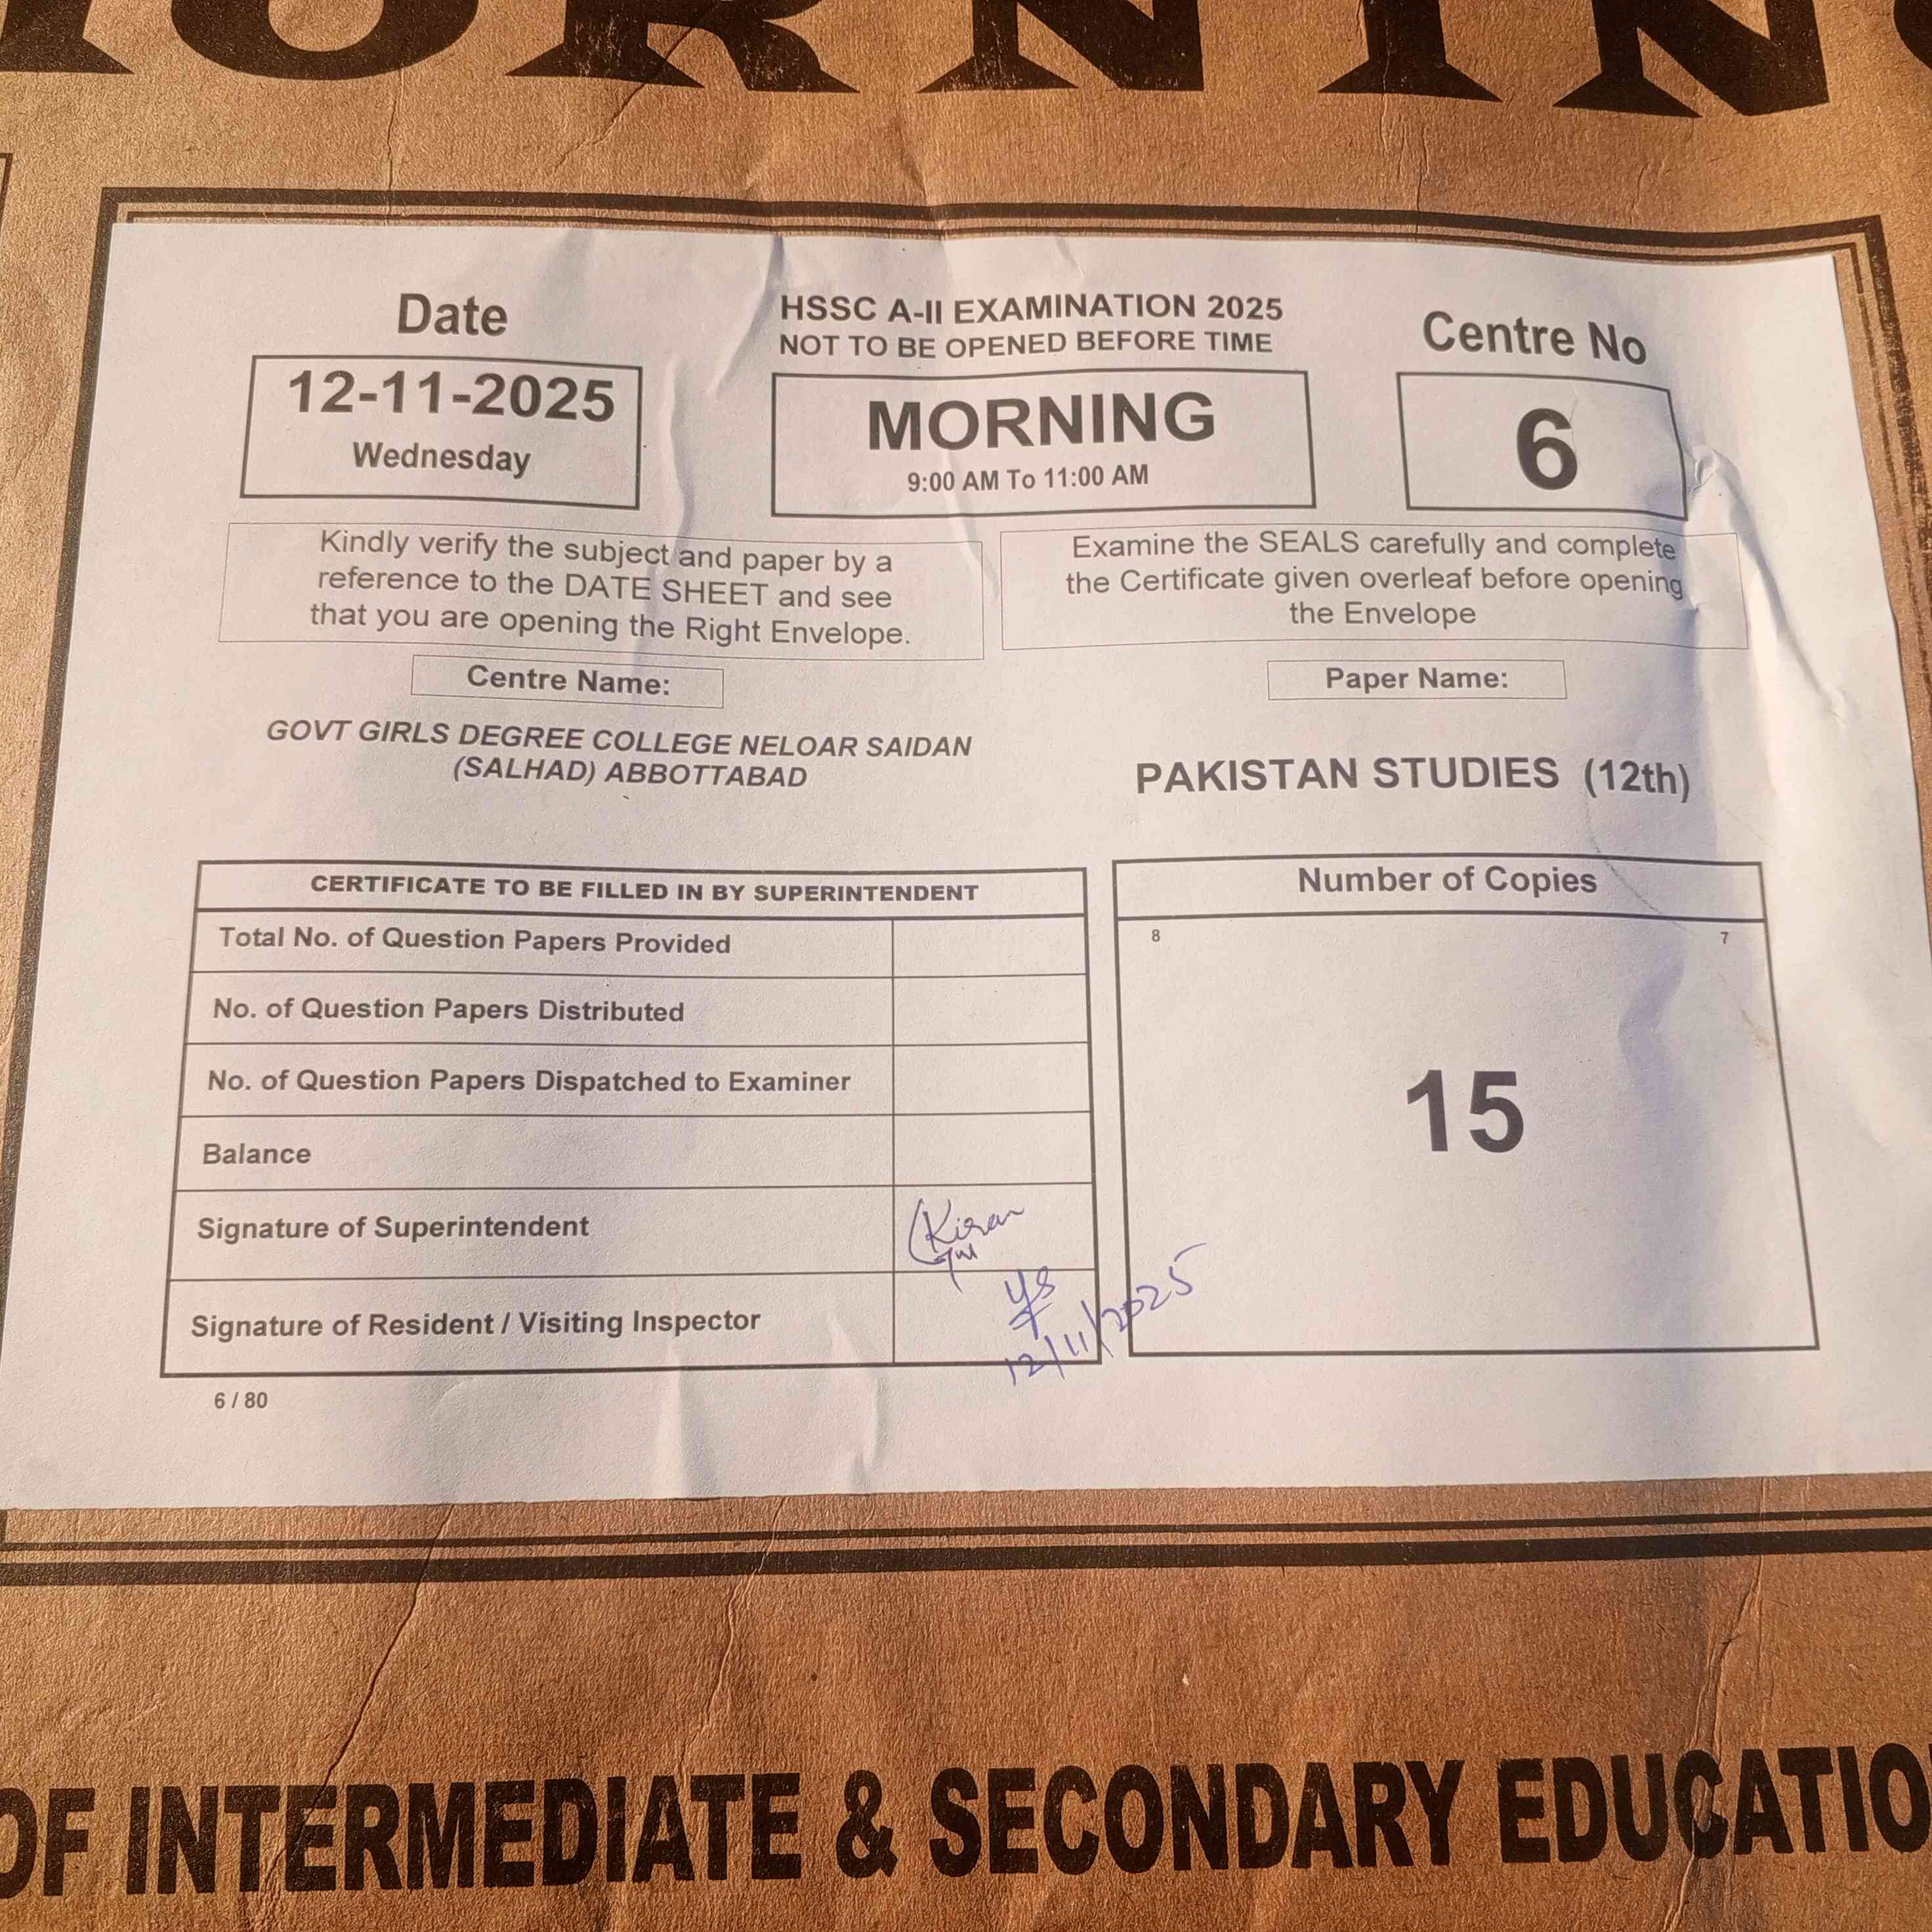 MORNING
Date
12-11-2025
Wednesday
HSSC A-II EXAMINATION 2025
NOT TO BE OPENED BEFORE TIME
MORNING
9:00 AM To 11:00 AM
Centre No
6
Kindly verify the subject and paper by a
reference to the DATE SHEET and see
that you are opening the Right Envelope.
Examine the SEALS carefully and complete
the Certificate given overleaf before opening
the Envelope
Centre Name:
GOVT GIRLS DEGREE COLLEGE NELOAR SAIDAN
(SALHAD) ABBOTTABAD
Paper Name:
PAKISTAN STUDIES (12th)
CERTIFICATE TO BE FILLED IN BY SUPERINTENDENT
Total No. of Question Papers Provided
No. of Question Papers Distributed
No. of Question Papers Dispatched to Examiner
Balance
Signature of Superintendent
Kiran
Signature of Resident / Visiting Inspector
12/11/2025
6 / 80
Number of Copies
8 7
15
OF INTERMEDIATE & SECONDARY EDUCATIO